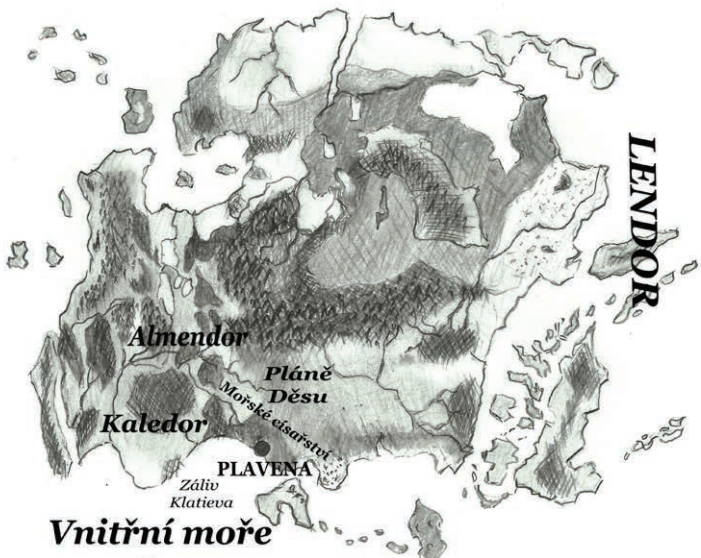 LENDOR
Almendor
Pláně
Děsu
Mořské císařství
Kaledor
PLAVENA
Záliv
Klatieva
Vnitřní moře